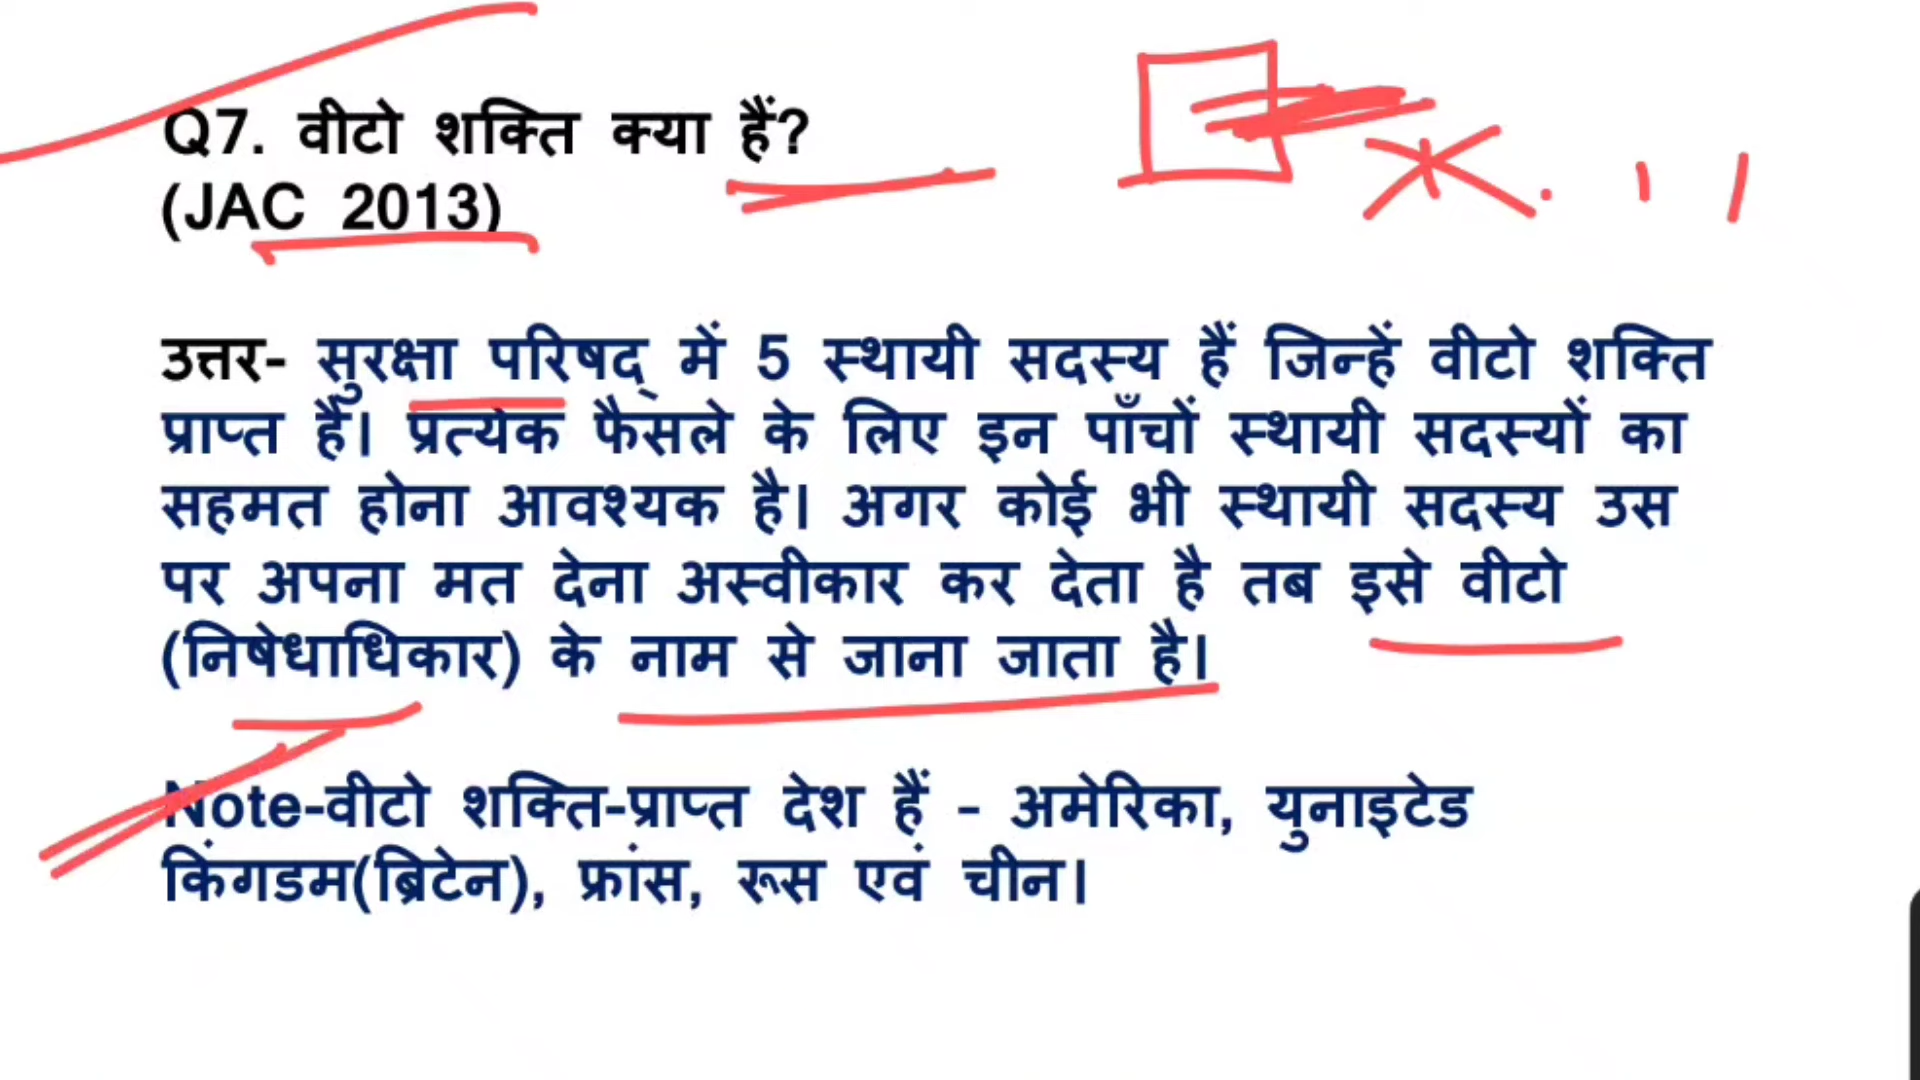 Q7. वीटो शक्ति क्या हैं?
(JAC 2013)
उत्तर- सुरक्षा परिषद् में 5 स्थायी सदस्य हैं जिन्हें वीटो शक्ति
प्राप्त है। प्रत्येक फैसले के लिए इन पाँचों स्थायी सदस्यों का
सहमत होना आवश्यक है। अगर कोई भी स्थायी सदस्य उस
पर अपना मत देना अस्वीकार कर देता है तब इसे वीटो
(निषेधाधिकार) के नाम से जाना जाता है।
Note-वीटो शक्ति-प्राप्त देश हैं – अमेरिका, युनाइटेड
किंगडम(ब्रिटेन), फ्रांस, रूस एवं चीन।